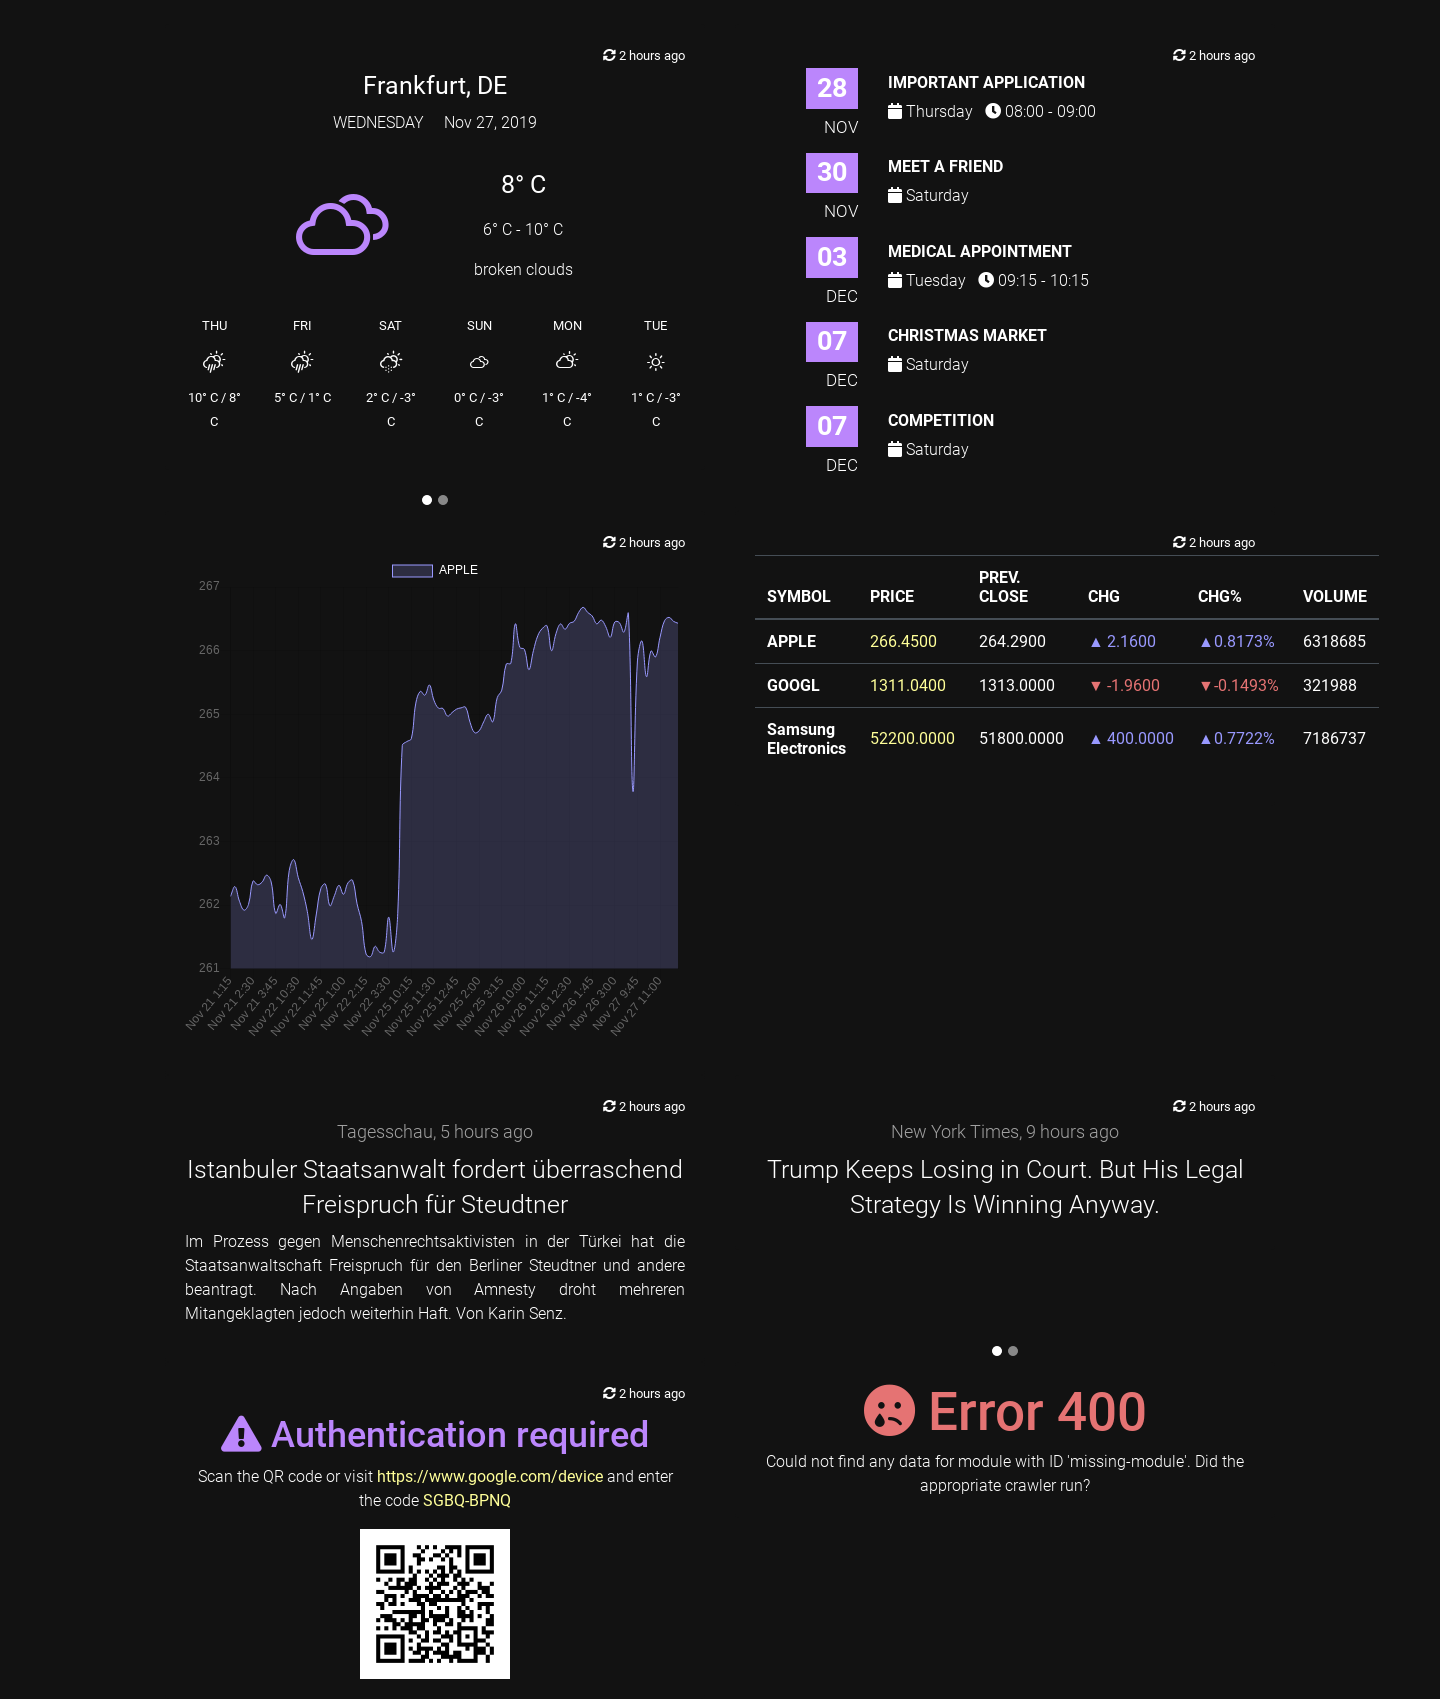 2 hours ago
Frankfurt, DE
WEDNESDAY Nov 27, 2019
8° C
6° C - 10° C
broken clouds
THU FRI SAT SUN MON TUE
10° C / 8° 5° C / 1° C 2° C / -3° 0° C / -3° 1° C / -4° 1° C / -3°
C C C C C
2 hours ago
28 IMPORTANT APPLICATION
Thursday 08:00 - 09:00
NOV
30 MEET A FRIEND
Saturday
NOV
03 MEDICAL APPOINTMENT
Tuesday 09:15 - 10:15
DEC
07 CHRISTMAS MARKET
Saturday
DEC
07 COMPETITION
Saturday
DEC
2 hours ago
APPLE
267
266
265
264
263
262
261
Nov 21 1:15
Nov 21 2:30
Nov 21 3:45
Nov 22 10:30
Nov 22 11:45
Nov 22 1:00
Nov 22 2:15
Nov 22 3:30
Nov 25 10:15
Nov 25 11:30
Nov 25 12:45
Nov 25 2:00
Nov 25 3:15
Nov 26 10:00
Nov 26 11:15
Nov 26 12:30
Nov 26 1:45
Nov 26 3:00
Nov 27 9:45
Nov 27 11:00
2 hours ago
PREV.
SYMBOL PRICE CLOSE CHG CHG% VOLUME
APPLE 266.4500 264.2900 ▲ 2.1600 ▲0.8173% 6318685
GOOGL 1311.0400 1313.0000 ▼ -1.9600 ▼-0.1493% 321988
Samsung
Electronics 52200.0000 51800.0000 ▲ 400.0000 ▲0.7722% 7186737
2 hours ago
Tagesschau, 5 hours ago
Istanbuler Staatsanwalt fordert überraschend
Freispruch für Steudtner
Im Prozess gegen Menschenrechtsaktivisten in der Türkei hat die
Staatsanwaltschaft Freispruch für den Berliner Steudtner und andere
beantragt. Nach Angaben von Amnesty droht mehreren
Mitangeklagten jedoch weiterhin Haft. Von Karin Senz.
2 hours ago
New York Times, 9 hours ago
Trump Keeps Losing in Court. But His Legal
Strategy Is Winning Anyway.
2 hours ago
Authentication required
Scan the QR code or visit https://www.google.com/device and enter
the code SGBQ-BPNQ
Error 400
Could not find any data for module with ID 'missing-module'. Did the
appropriate crawler run?